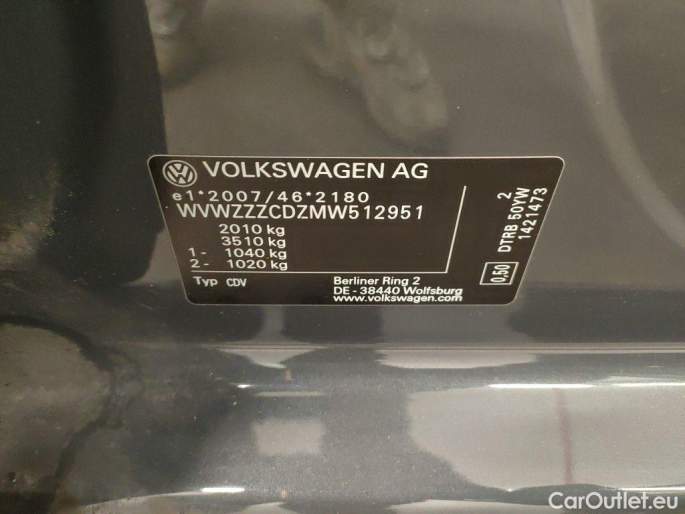 VOLKSWAGEN AG
e1*2007/46*2180
WVWZZZCDZMW512951
2010 kg
3510 kg
1- 1040 kg
2- 1020 kg
Typ CDV
Berliner Ring 2
DE - 38440 Wolfsburg
www.volkswagen.com
0,50
DTRB 50YW 2
1421473
CarOutlet.eu